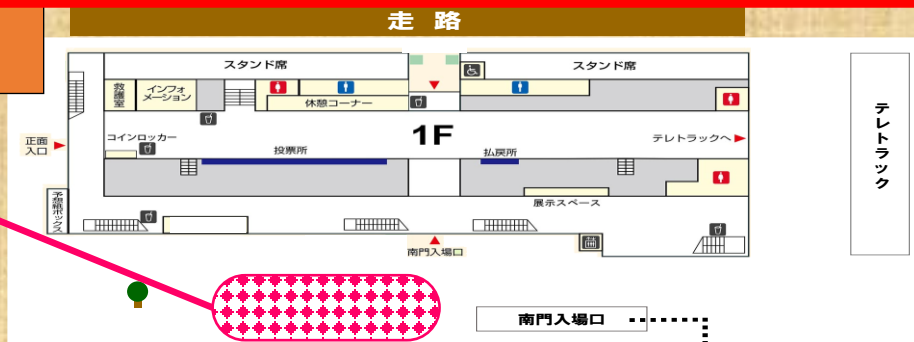 走路
スタンド席
スタンド席
救護室
インフォ
メーション
休憩コーナー
正面
入口
コインロッカー
1F
テレトラックへ
投票所
払戻所
展示スペース
予想紙ボックス
南門入場口
南門入場口
テレトラック